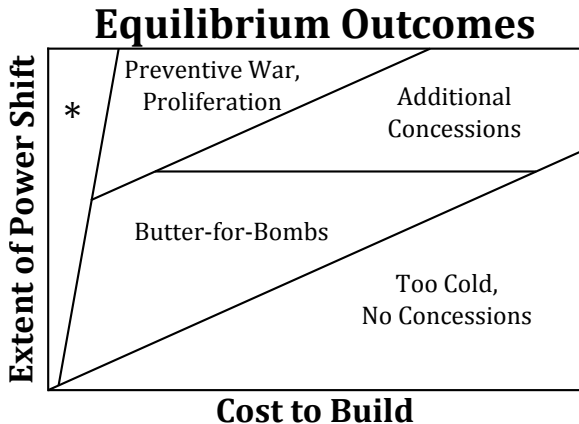 Equilibrium Outcomes
Preventive War,
Proliferation
*
Additional
Concessions
Butter-for-Bombs
Too Cold,
No Concessions
Extent of Power Shift
Cost to Build